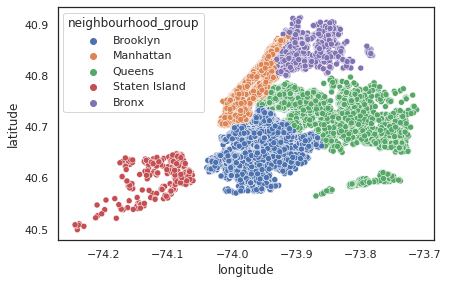 neighbourhood_group
Brooklyn
Manhattan
Queens
Staten Island
Bronx
latitude
40.9
40.8
40.7
40.6
40.5
−74.2 −74.1 −74.0 −73.9 −73.8 −73.7
longitude